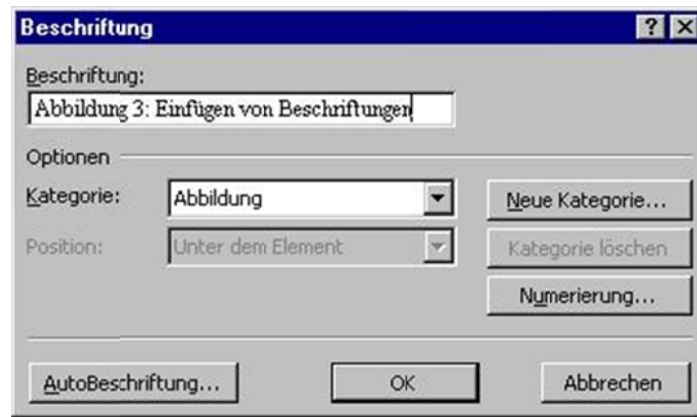 Beschriftung
Beschriftung:
Abbildung 3: Einfügen von Beschriftungen
Optionen
Kategorie: Abbildung Neue Kategorie...
Position: Unter dem Element Kategorie löschen
Numerierung...
AutoBeschriftung... OK Abbrechen